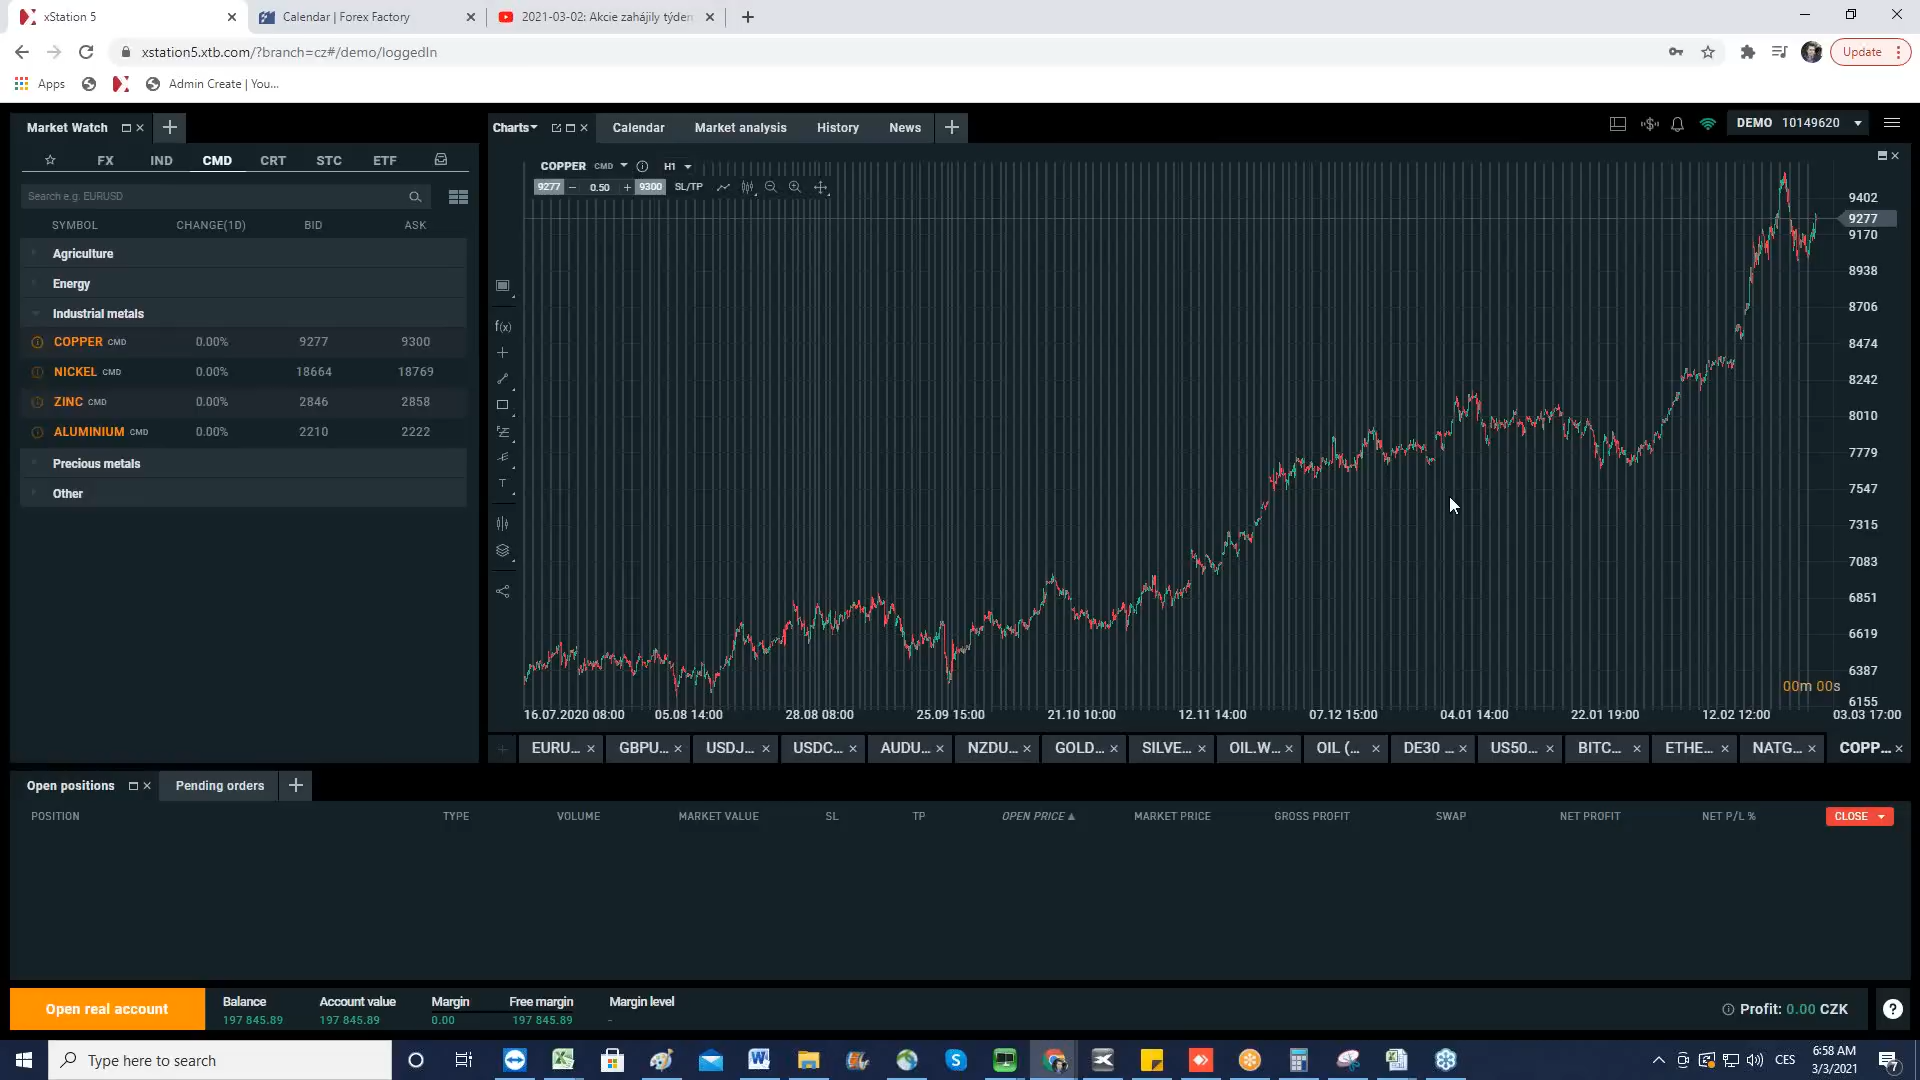 xStation 5
Calendar | Forex Factory
2021-03-02: Akcie zahájily týden
xstation5.xtb.com/?branch=cz#/demo/loggedIn
Update
Apps
Admin Create | You...
Market Watch
Charts
Calendar
Market analysis
History
News
DEMO 10149620
FX IND CMD CRT STC ETF
Search e.g. EURUSD
SYMBOL CHANGE(1D) BID ASK
Agriculture
Energy
Industrial metals
COPPER CMD 0.00% 9277 9300
NICKEL CMD 0.00% 18664 18769
ZINC CMD 0.00% 2846 2858
ALUMINIUM CMD 0.00% 2210 2222
Precious metals
Other
COPPER CMD H1
9277 − 0.50 + 9300 SL/TP
f(x)
T
9402
9277
9170
8938
8706
8474
8242
8010
7779
7547
7315
7083
6851
6619
6387
6155
00m 00s
16.07.2020 08:00 05.08 14:00 28.08 08:00 25.09 15:00 21.10 10:00 12.11 14:00 07.12 15:00 04.01 14:00 22.01 19:00 12.02 12:00 03.03 17:00
EURU... GBPU... USDJ... USDC... AUDU... NZDU... GOLD... SILVE... OIL.W... OIL (... DE30 ... US50... BITC... ETHE... NATG... COPP...
Open positions
Pending orders
POSITION TYPE VOLUME MARKET VALUE SL TP OPEN PRICE ▲ MARKET PRICE GROSS PROFIT SWAP NET PROFIT NET P/L % CLOSE
Open real account
Balance Account value Margin Free margin Margin level
197 845.89 197 845.89 0.00 197 845.89 -
Profit: 0.00 CZK
?
Type here to search
CES
6:58 AM
3/3/2021
7